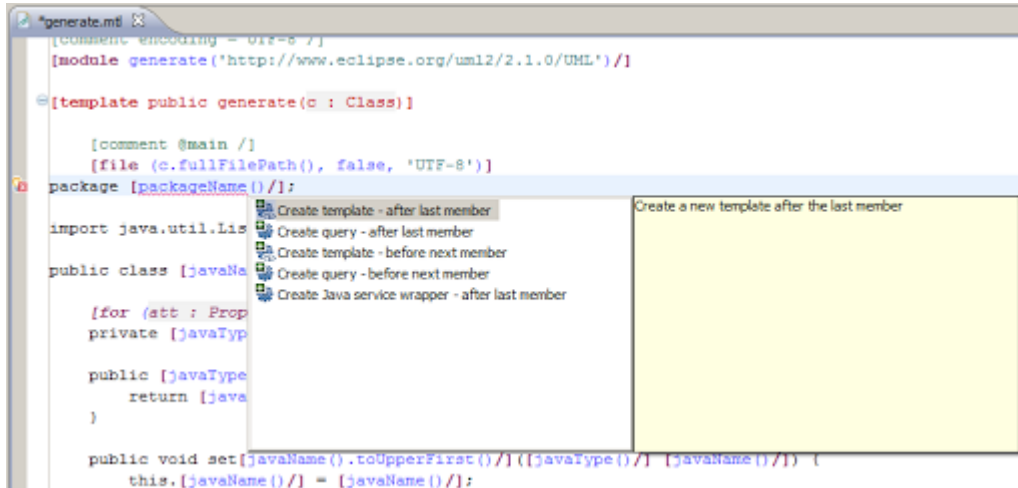 *generate.mtl
[comment encoding = UTF-8 /]
[module generate('http://www.eclipse.org/uml2/2.1.0/UML')/]
[template public generate(c : Class)]
[comment @main /]
[file (c.fullFilePath(), false, 'UTF-8')]
package [packageName()/];
Create template - after last member
Create a new template after the last member
import java.util.Lis
Create query - after last member
Create template - before next member
public class [javaNa
Create query - before next member
Create Java service wrapper - after last member
[for (att : Prop
private [javaTyp
public [javaType
return [java
}
public void set[javaName().toUpperFirst()/]([javaType()/] [javaName()/]) {
this.[javaName()/] = [javaName()/];